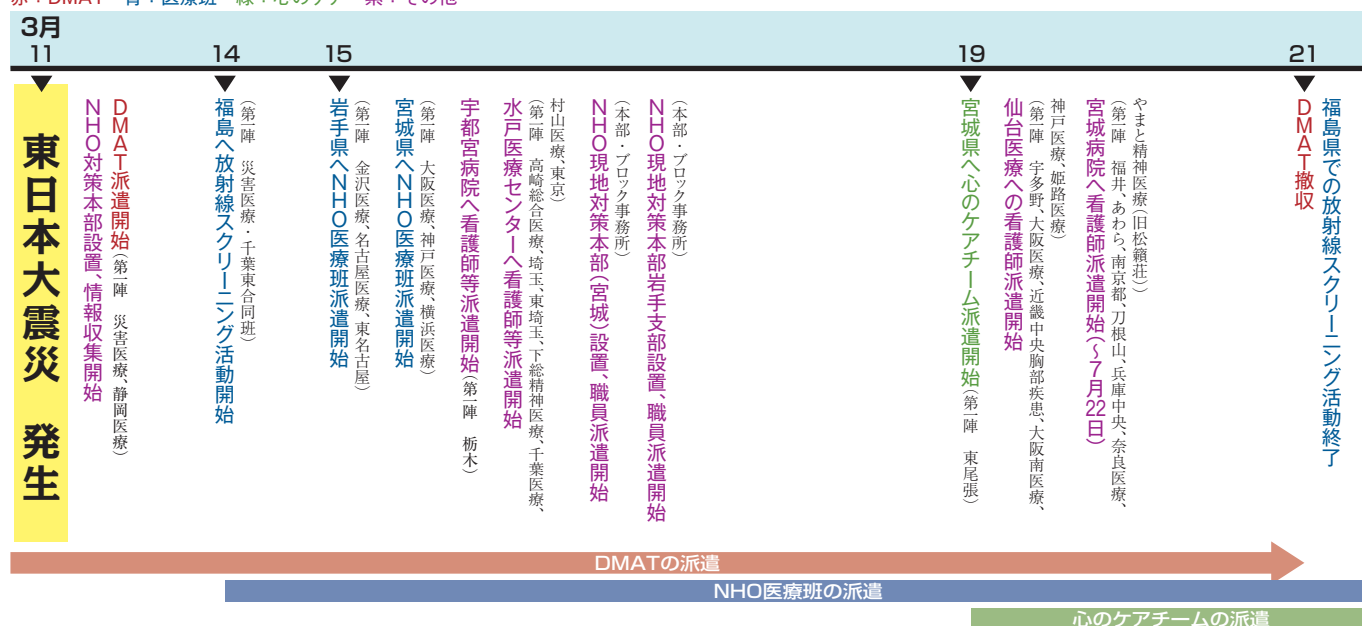 赤：DMAT　青：医療班　緑：心のケア　紫：その他
3月
11
14
15
19
21
東日本大震災　発生
DMAT派遣開始（第一陣　災害医療、静岡医療）
NHO対策本部設置、情報収集開始
（第一陣　災害医療・千葉東合同班）
福島へ放射線スクリーニング活動開始
岩手県へNHO医療班派遣開始
（第一陣　金沢医療、名古屋医療、東名古屋）
宮城県へNHO医療班派遣開始
（第一陣　大阪医療、神戸医療、横浜医療）
宇都宮病院へ看護師等派遣開始（第一陣　栃木）
水戸医療センターへ看護師等派遣開始
（第一陣　高崎総合医療、埼玉、東埼玉、下総精神医療、千葉医療、
村山医療、東京）
NHO現地対策本部（宮城）設置、職員派遣開始
（本部・ブロック事務所）
NHO現地対策本部岩手支部設置、職員派遣開始
（本部・ブロック事務所）
宮城県へ心のケアチーム派遣開始（第一陣　東尾張）
仙台医療への看護師派遣開始
（第一陣　宇多野、大阪医療、近畿中央胸部疾患、大阪南医療、
神戸医療、姫路医療）
宮城病院へ看護師派遣開始（〜7月22日）
（第一陣　福井、あわら、南京都、刀根山、兵庫中央、奈良医療、
やまと精神医療（旧松籟荘））
DMAT撤収
福島県での放射線スクリーニング活動終了
DMATの派遣
NHO医療班の派遣
心のケアチームの派遣